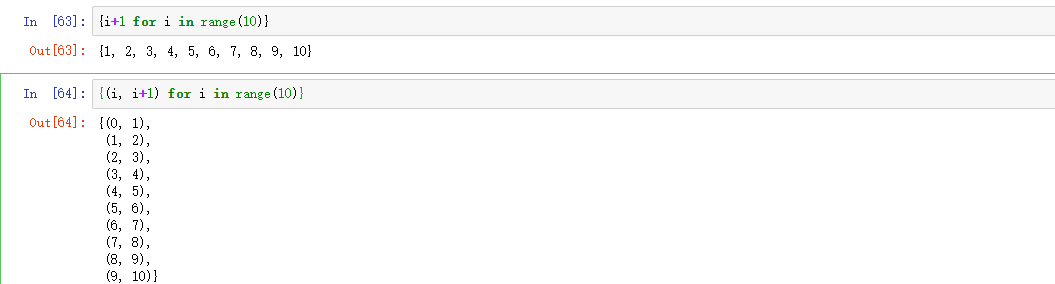 In [63]: {i+1 for i in range(10)}
Out[63]: {1, 2, 3, 4, 5, 6, 7, 8, 9, 10}
In [64]: {(i, i+1) for i in range(10)}
Out[64]: {(0, 1),
(1, 2),
(2, 3),
(3, 4),
(4, 5),
(5, 6),
(6, 7),
(7, 8),
(8, 9),
(9, 10)}